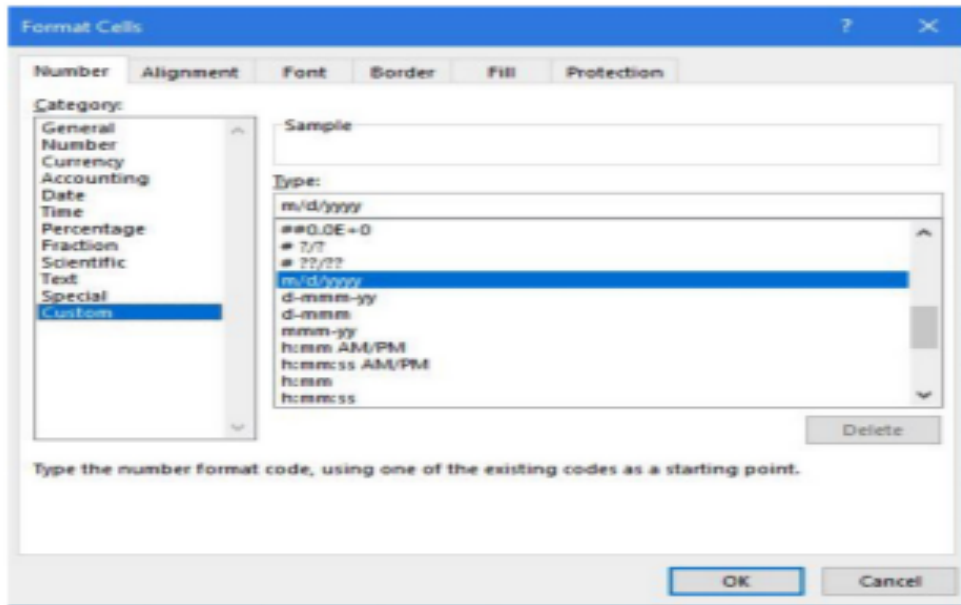 Format Cells ? ×
Number Alignment Font Border Fill Protection
Category:
General
Number
Currency
Accounting
Date
Time
Percentage
Fraction
Scientific
Text
Special
Custom
Sample
Type:
m/d/yyyy
##0.0E+0
# ?/?
# ??/??
m/d/yyyy
d-mmm-yy
d-mmm
mmm-yy
h:mm AM/PM
h:mm:ss AM/PM
h:mm
h:mm:ss
Delete
Type the number format code, using one of the existing codes as a starting point.
OK Cancel